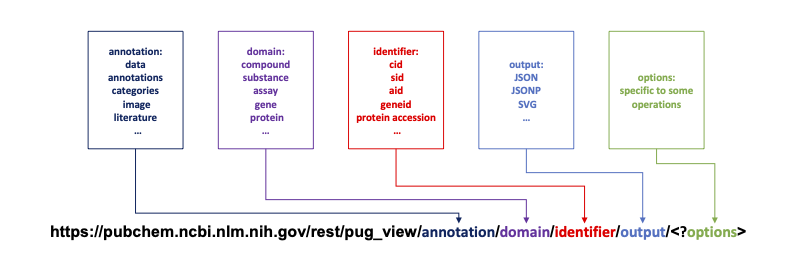 annotation:
data
annotations
categories
image
literature
...
domain:
compound
substance
assay
gene
protein
...
identifier:
cid
sid
aid
geneid
protein accession
...
output:
JSON
JSONP
SVG
...
options:
specific to some
operations
https://pubchem.ncbi.nlm.nih.gov/rest/pug_view/annotation/domain/identifier/output/<?options>